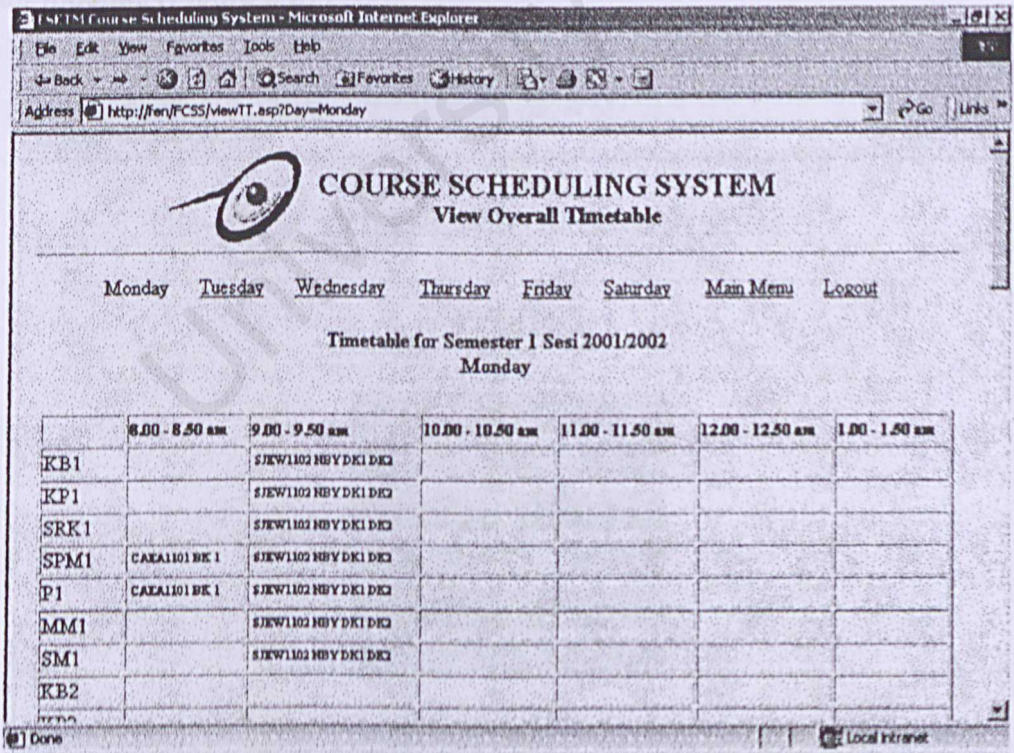 FSKTM Course Scheduling System - Microsoft Internet Explorer
File Edit View Favorites Tools Help
Back Search Favorites History
Address http://fen/FCSS/viewTT.asp?Day=Monday Go Links »
COURSE SCHEDULING SYSTEM
View Overall Timetable
Monday Tuesday Wednesday Thursday Friday Saturday Main Menu Logout
Timetable for Semester 1 Sesi 2001/2002
Monday
8.00 - 8.50 am 9.00 - 9.50 am 10.00 - 10.50 am 11.00 - 11.50 am 12.00 - 12.50 am 1.00 - 1.50 am
KB1 SJEW1102 NBY DK1 DK2
KP1 SJEW1102 NBY DK1 DK2
SRK1 SJEW1102 NBY DK1 DK2
SPM1 CAXA1101 BK 1 SJEW1102 NBY DK1 DK2
P1 CAXA1101 BK 1 SJEW1102 NBY DK1 DK2
MM1 SJEW1102 NBY DK1 DK2
SM1 SJEW1102 NBY DK1 DK2
KB2
Done Local intranet